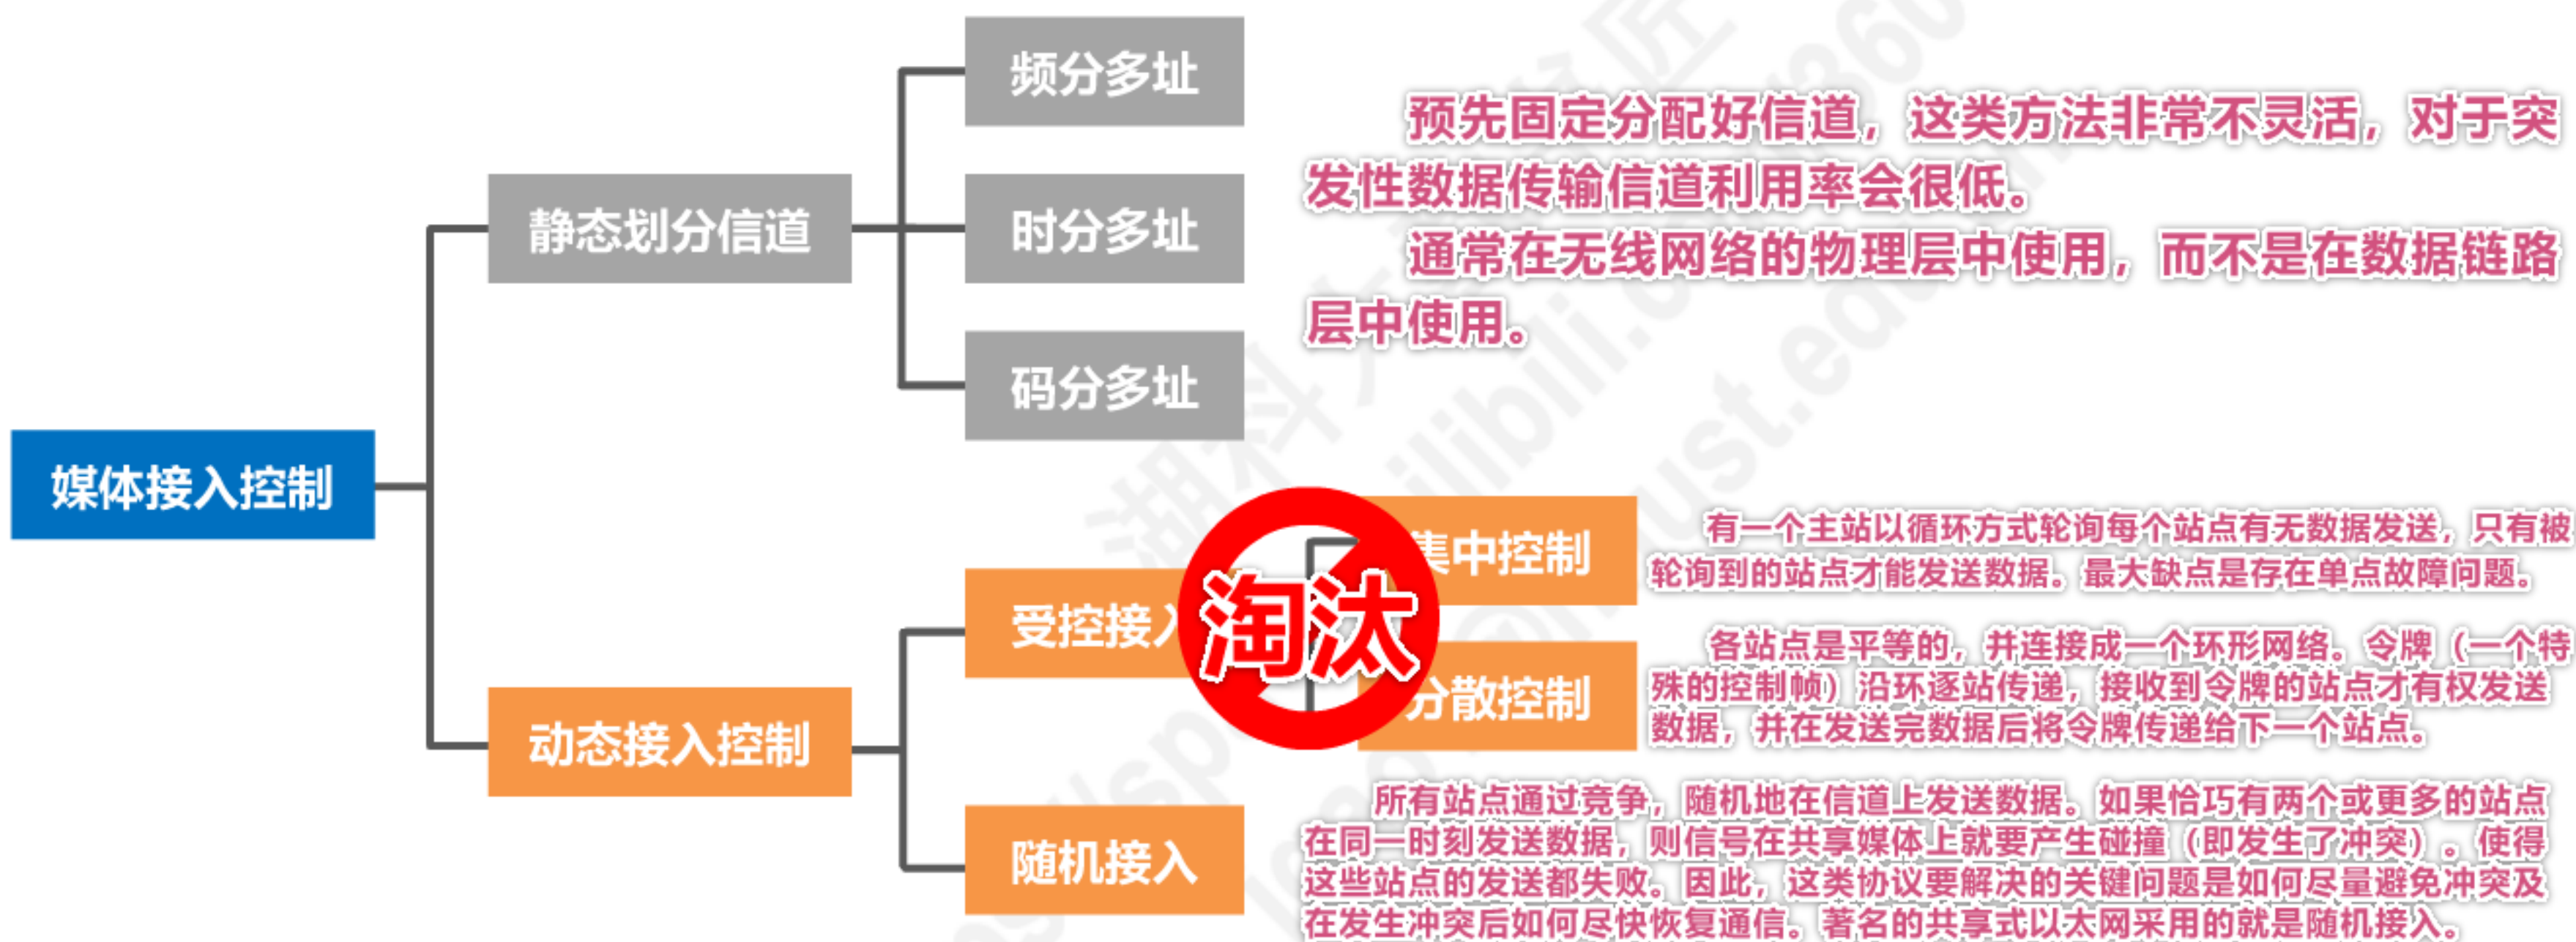 频分多址
预先固定分配好信道，这类方法非常不灵活，对于突
发性数据传输信道利用率会很低。
静态划分信道
时分多址
通常在无线网络的物理层中使用，而不是在数据链路
层中使用。
码分多址
媒体接入控制
集中控制
有一个主站以循环方式轮询每个站点有无数据发送，只有被
轮询到的站点才能发送数据。最大缺点是存在单点故障问题。
受控接入
淘汰
分散控制
各站点是平等的，并连接成一个环形网络。令牌（一个特
殊的控制帧）沿环逐站传递，接收到令牌的站点才有权发送
数据，并在发送完数据后将令牌传递给下一个站点。
动态接入控制
随机接入
所有站点通过竞争，随机地在信道上发送数据。如果恰巧有两个或更多的站点
在同一时刻发送数据，则信号在共享媒体上就要产生碰撞（即发生了冲突）。使得
这些站点的发送都失败。因此，这类协议要解决的关键问题是如何尽量避免冲突及
在发生冲突后如何尽快恢复通信。著名的共享式以太网采用的就是随机接入。